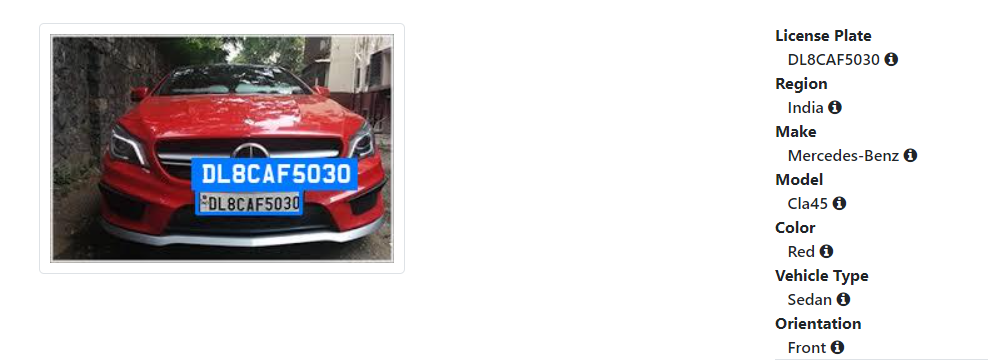 DL8CAF5030
DL8CAF5030
License Plate
DL8CAF5030
Region
India
Make
Mercedes-Benz
Model
Cla45
Color
Red
Vehicle Type
Sedan
Orientation
Front